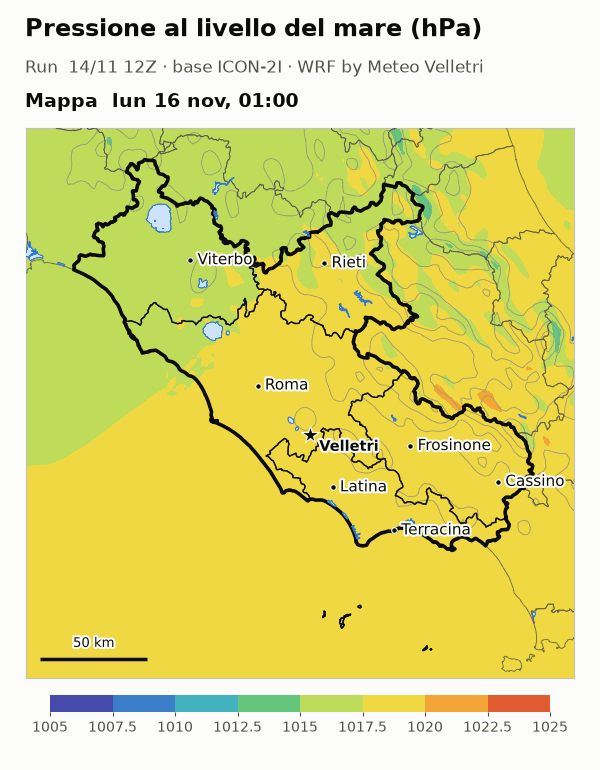 Pressione al livello del mare (hPa)
Run  14/11 12Z · base ICON-2I · WRF by Meteo Velletri
Mappa  lun 16 nov, 01:00
Viterbo
Rieti
Roma
Velletri
Frosinone
Latina
Cassino
Terracina
50 km
1005 1007.5 1010 1012.5 1015 1017.5 1020 1022.5 1025